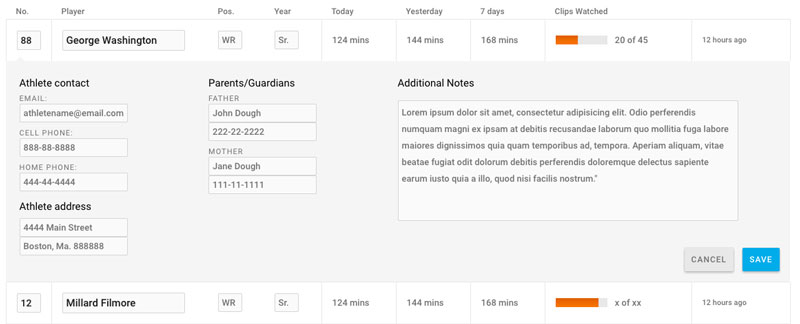 No. Player Pos. Year Today Yesterday 7 days Clips Watched
88 George Washington WR Sr. 124 mins 144 mins 168 mins 20 of 45 12 hours ago
Athlete contact
EMAIL:
athletename@email.com
CELL PHONE:
888-88-8888
HOME PHONE:
444-44-4444
Athlete address
4444 Main Street
Boston, Ma. 888888
Parents/Guardians
FATHER
John Dough
222-22-2222
MOTHER
Jane Dough
111-11-1111
Additional Notes
Lorem ipsum dolor sit amet, consectetur adipisicing elit. Odio perferendis
numquam magni ex ipsam at debitis recusandae laborum quo mollitia fuga labore
maiores dignissimos quia quam temporibus ad, tempora. Aperiam aliquam, vitae
beatae fugiat odit dolorum debitis perferendis doloremque delectus sapiente
earum iusto quia a illo, quod nisi facilis nostrum."
CANCEL SAVE
12 Millard Filmore WR Sr. 124 mins 144 mins 168 mins x of xx 12 hours ago